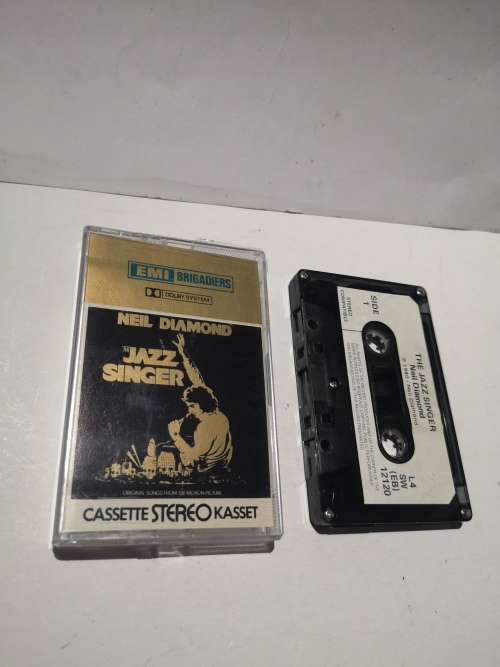 EMI BRIGADIERS
DOLBY SYSTEM
NEIL DIAMOND
THE
JAZZ
SINGER
ORIGINAL SONGS FROM THE MOTION PICTURE
CASSETTE STEREO KASSET
STEREO
SIDE
1
THE JAZZ SINGER
Neil Diamond
L4
SW
(EB)
12120